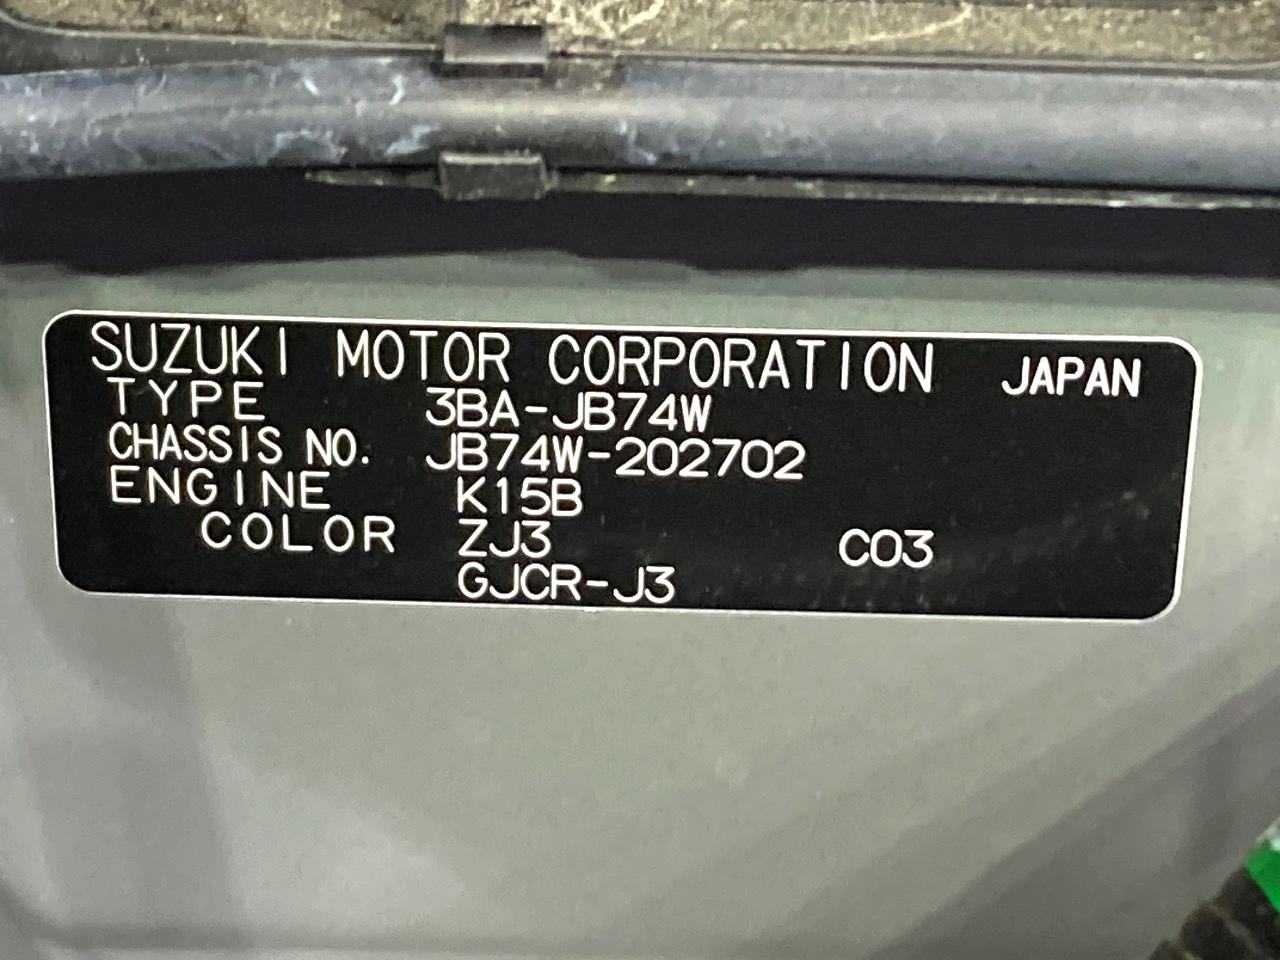 SUZUKI MOTOR CORPORATION JAPAN
TYPE 3BA-JB74W
CHASSIS NO. JB74W-202702
ENGINE K15B
COLOR ZJ3 C03
GJCR-J3